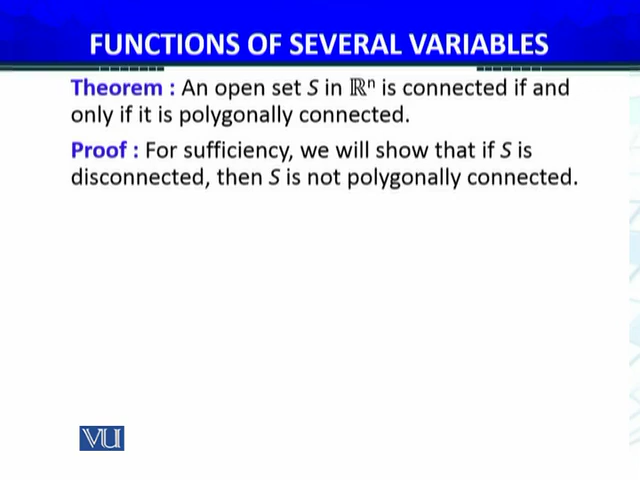 FUNCTIONS OF SEVERAL VARIABLES
Theorem : An open set S in ℝⁿ is connected if and
only if it is polygonally connected.
Proof : For sufficiency, we will show that if S is
disconnected, then S is not polygonally connected.
VU